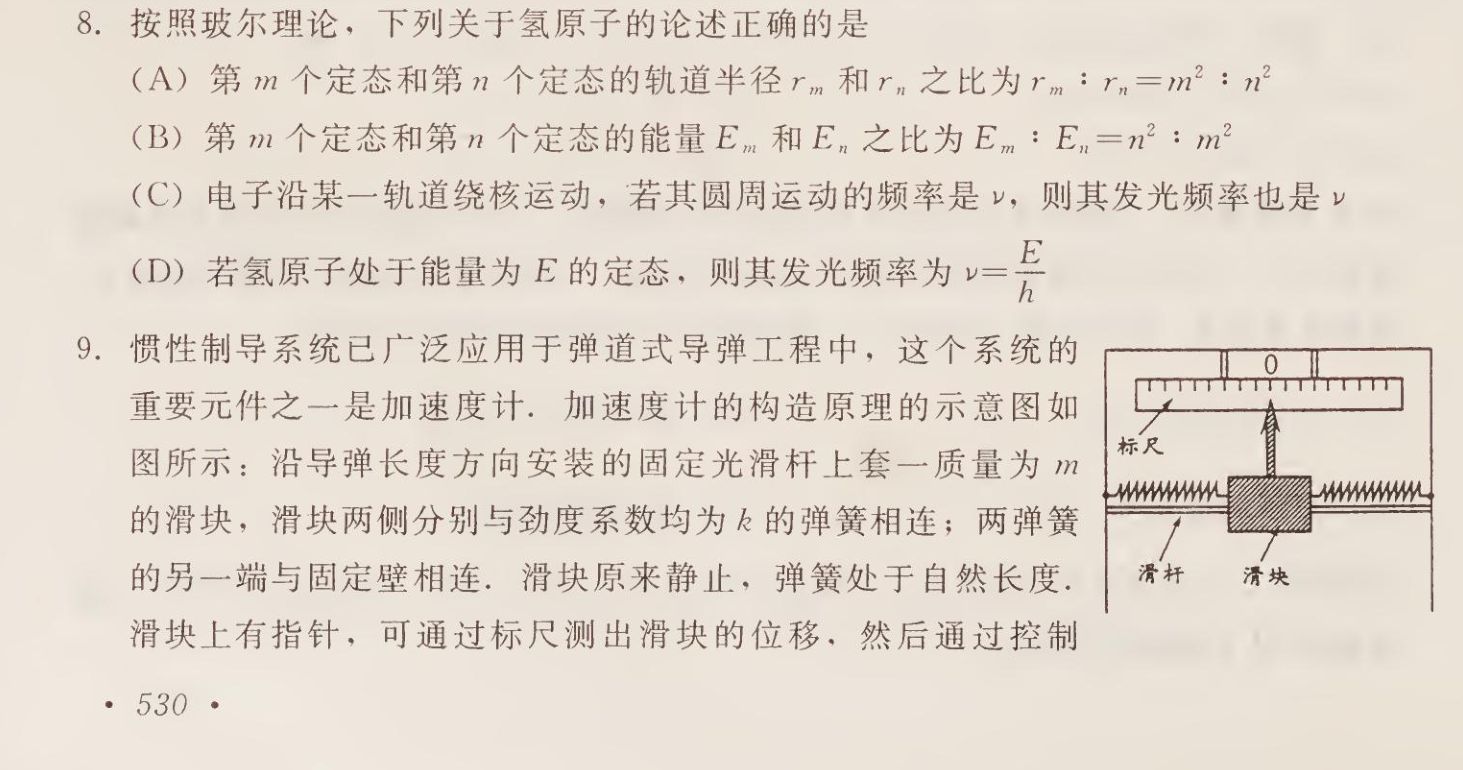 8. 按照玻尔理论，下列关于氢原子的论述正确的是
(A) 第 m 个定态和第 n 个定态的轨道半径 rₘ 和 rₙ 之比为 rₘ∶rₙ=m²∶n²
(B) 第 m 个定态和第 n 个定态的能量 Eₘ 和 Eₙ 之比为 Eₘ∶Eₙ=n²∶m²
(C) 电子沿某一轨道绕核运动，若其圆周运动的频率是 ν，则其发光频率也是 ν
(D) 若氢原子处于能量为 E 的定态，则其发光频率为 ν=E/h
9. 惯性制导系统已广泛应用于弹道式导弹工程中，这个系统的
重要元件之一是加速度计. 加速度计的构造原理的示意图如
图所示：沿导弹长度方向安装的固定光滑杆上套一质量为 m
的滑块，滑块两侧分别与劲度系数均为 k 的弹簧相连；两弹簧
的另一端与固定壁相连. 滑块原来静止，弹簧处于自然长度.
滑块上有指针，可通过标尺测出滑块的位移，然后通过控制
0
标尺
滑杆
滑块
· 530 ·